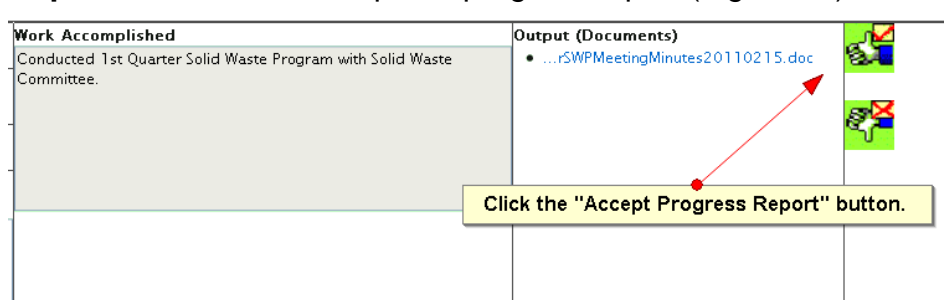 Work Accomplished
Conducted 1st Quarter Solid Waste Program with Solid Waste
Committee.
Output (Documents)
...rSWPMeetingMinutes20110215.doc
Click the "Accept Progress Report" button.